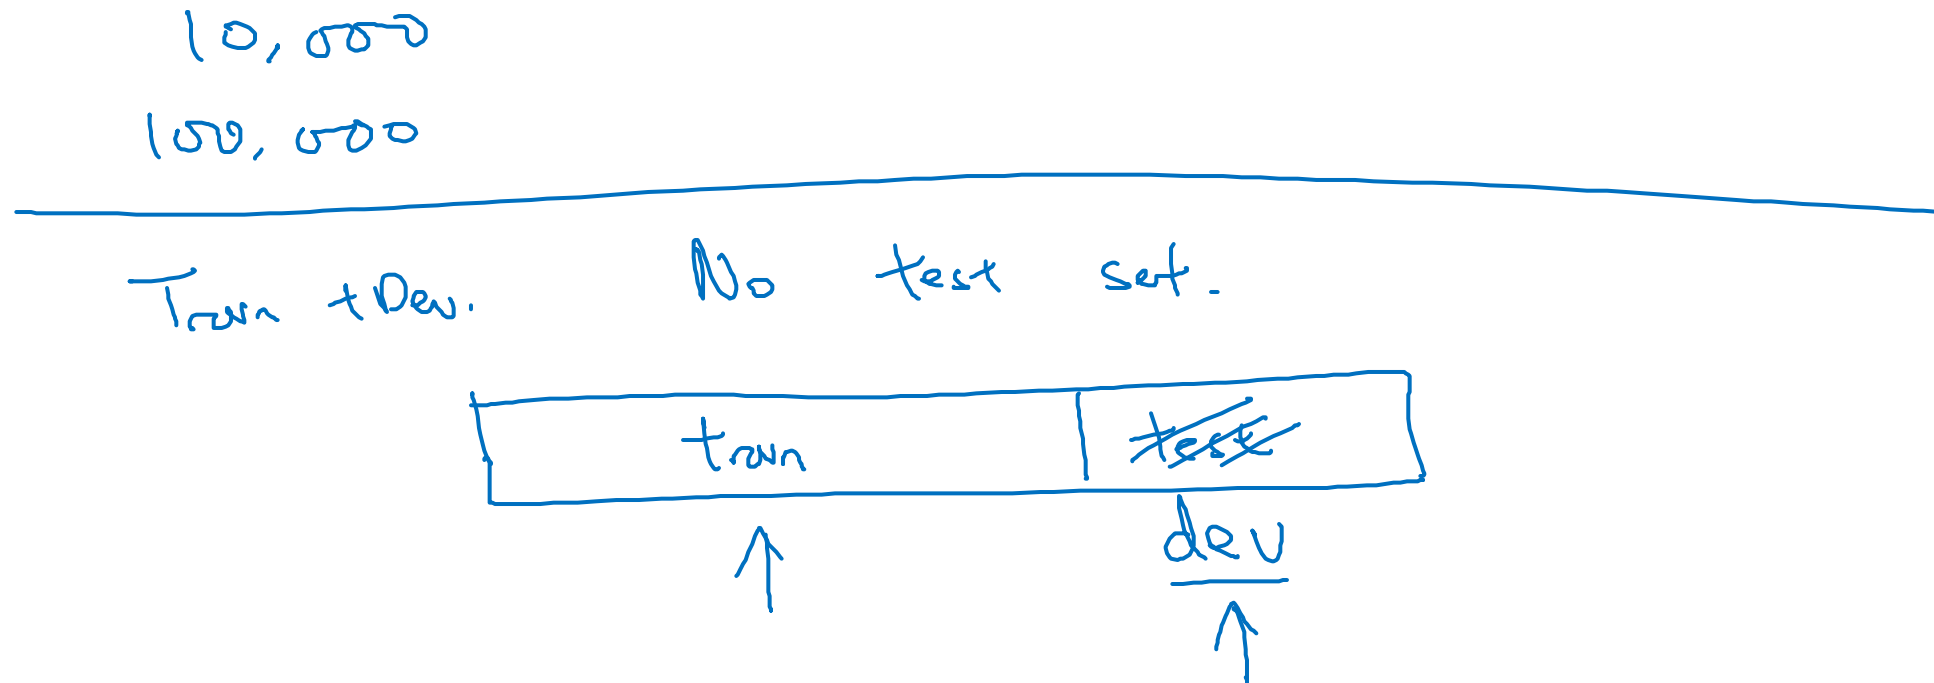 10,000
100,000
Train + Dev. No test set.
train test
dev